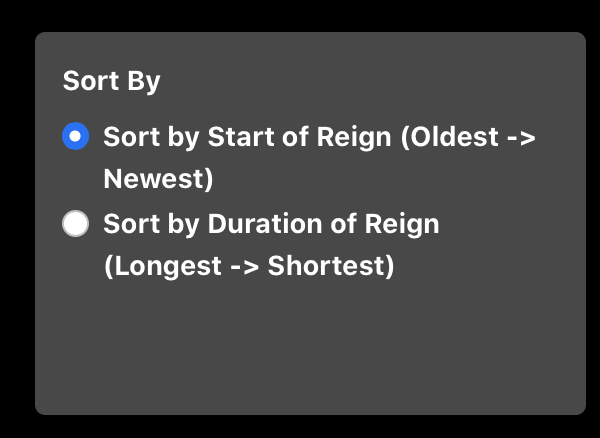 Sort By
Sort by Start of Reign (Oldest ->
Newest)
Sort by Duration of Reign
(Longest -> Shortest)